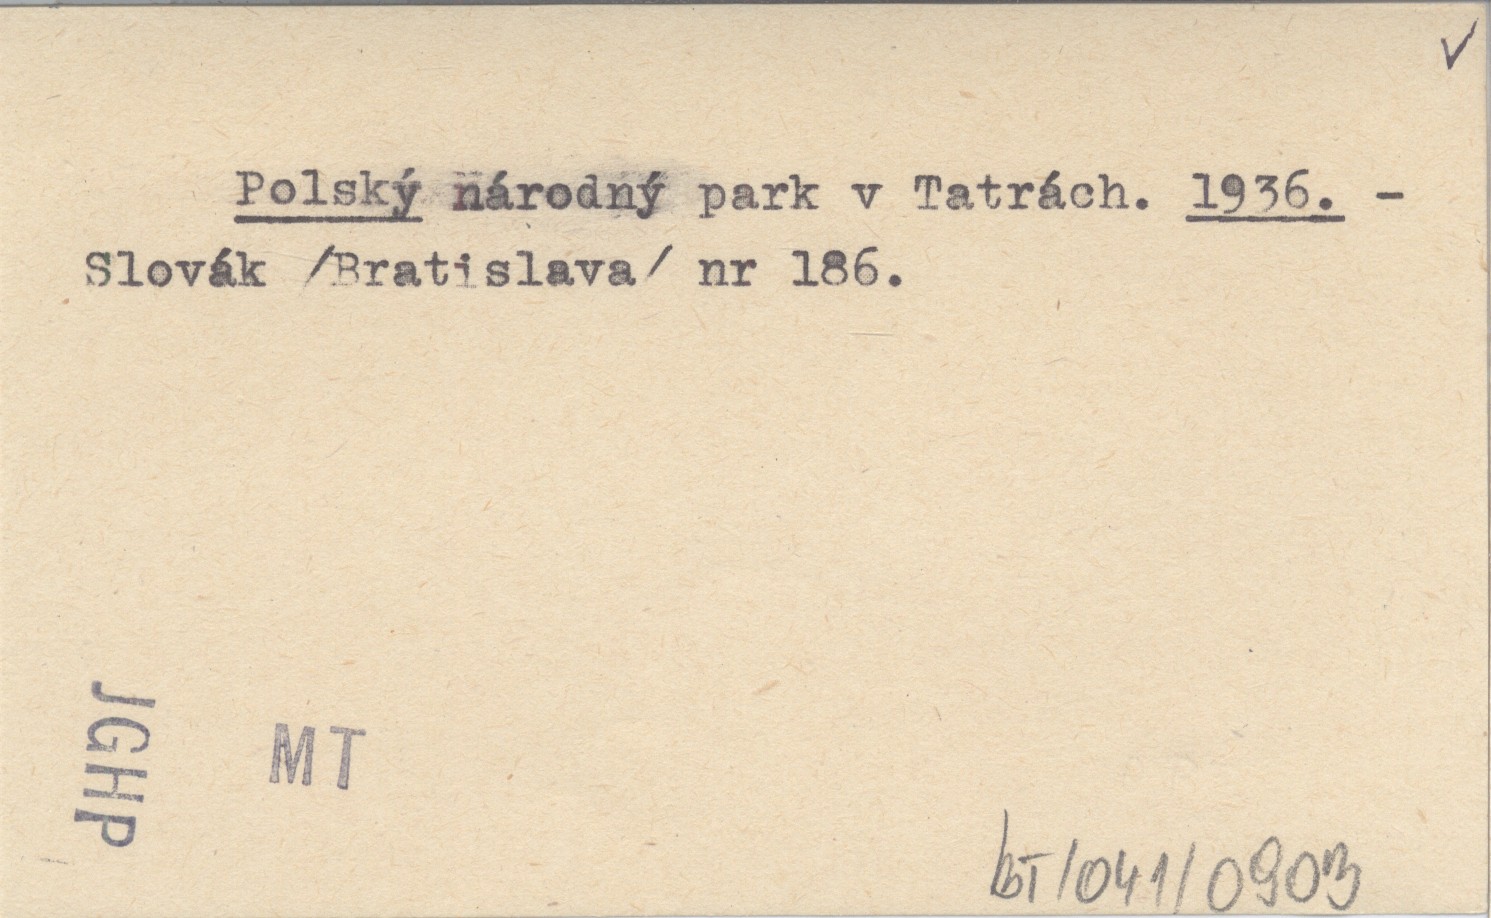 Polský národný park v Tatrách. 1936. -
Slovák /Bratislava/ nr 186.
JGHP
MT
bT/041/0903